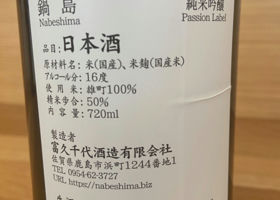 鍋島
Nabeshima
純米吟醸
Passion Label
品目：日本酒
原材料名：米(国産)、米麹(国産米)
アルコール分：16度
使用米：雄町100%
精米歩合：50%
内容量：720ml
製造者
富久千代酒造有限会社
佐賀県鹿島市浜町1244番地1
TEL 0954-62-3727
URL https://nabeshima.biz